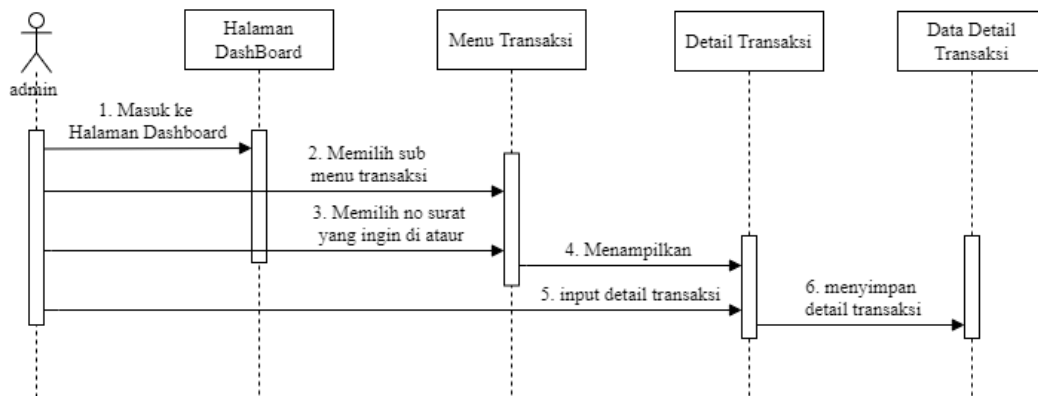 Halaman
DashBoard
Menu Transaksi
Detail Transaksi
Data Detail
Transaksi
admin
1. Masuk ke
Halaman Dashboard
2. Memilih sub
menu transaksi
3. Memilih no surat
yang ingin di ataur
4. Menampilkan
5. input detail transaksi
6. menyimpan
detail transaksi